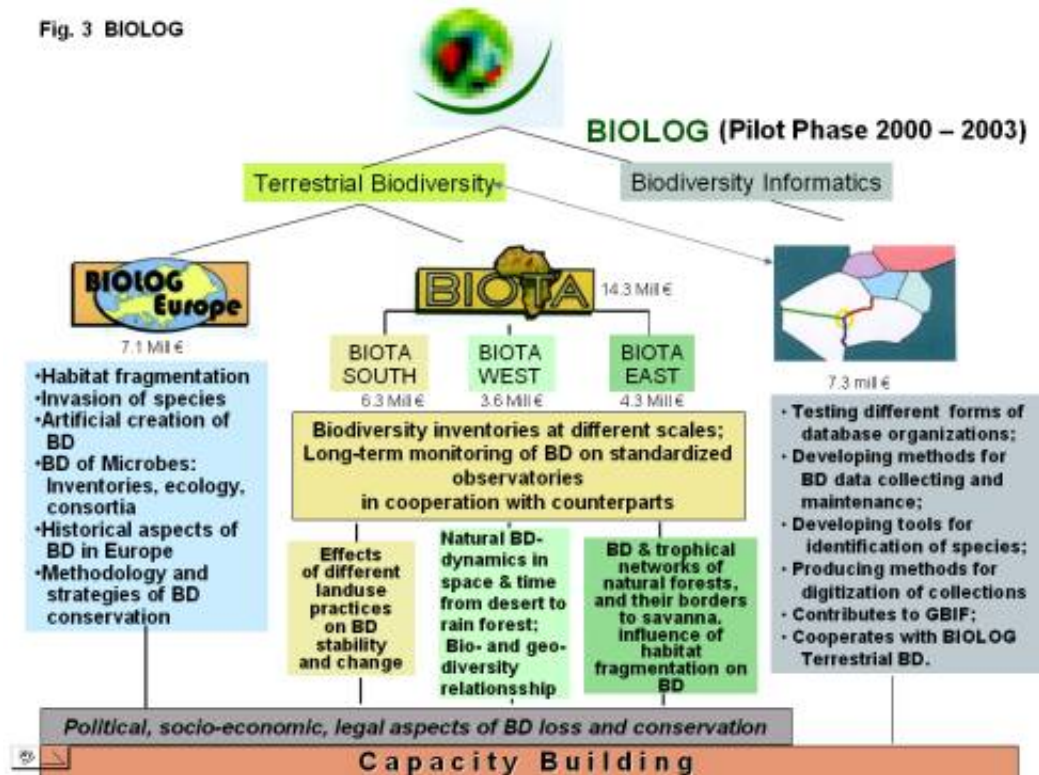 Fig. 3 BIOLOG
BIOLOG (Pilot Phase 2000 – 2003)
Terrestrial Biodiversity
Biodiversity Informatics
BIOLOG
Europe
7.1 Mill €
BIOTA
14.3 Mill €
BIOTA
SOUTH
6.3 Mill €
BIOTA
WEST
3.6 Mill €
BIOTA
EAST
4.3 Mill €
7.3 mill €
•Habitat fragmentation
•Invasion of species
•Artificial creation of
BD
•BD of Microbes:
Inventories, ecology,
consortia
•Historical aspects of
BD in Europe
•Methodology and
strategies of BD
conservation
Biodiversity inventories at different scales;
Long-term monitoring of BD on standardized
observatories
in cooperation with counterparts
Effects
of different
landuse
practices
on BD
stability
and change
Natural BD-
dynamics in
space & time
from desert to
rain forest;
Bio- and geo-
diversity
relationsship
BD & trophical
networks of
natural forests,
and their borders
to savanna.
influence of
habitat
fragmentation on
BD
• Testing different forms of
database organizations;
• Developing methods for
BD data collecting and
maintenance;
• Developing tools for
identification of species;
• Producing methods for
digitization of collections
• Contributes to GBIF;
• Cooperates with BIOLOG
Terrestrial BD.
Political, socio-economic, legal aspects of BD loss and conservation
Capacity Building